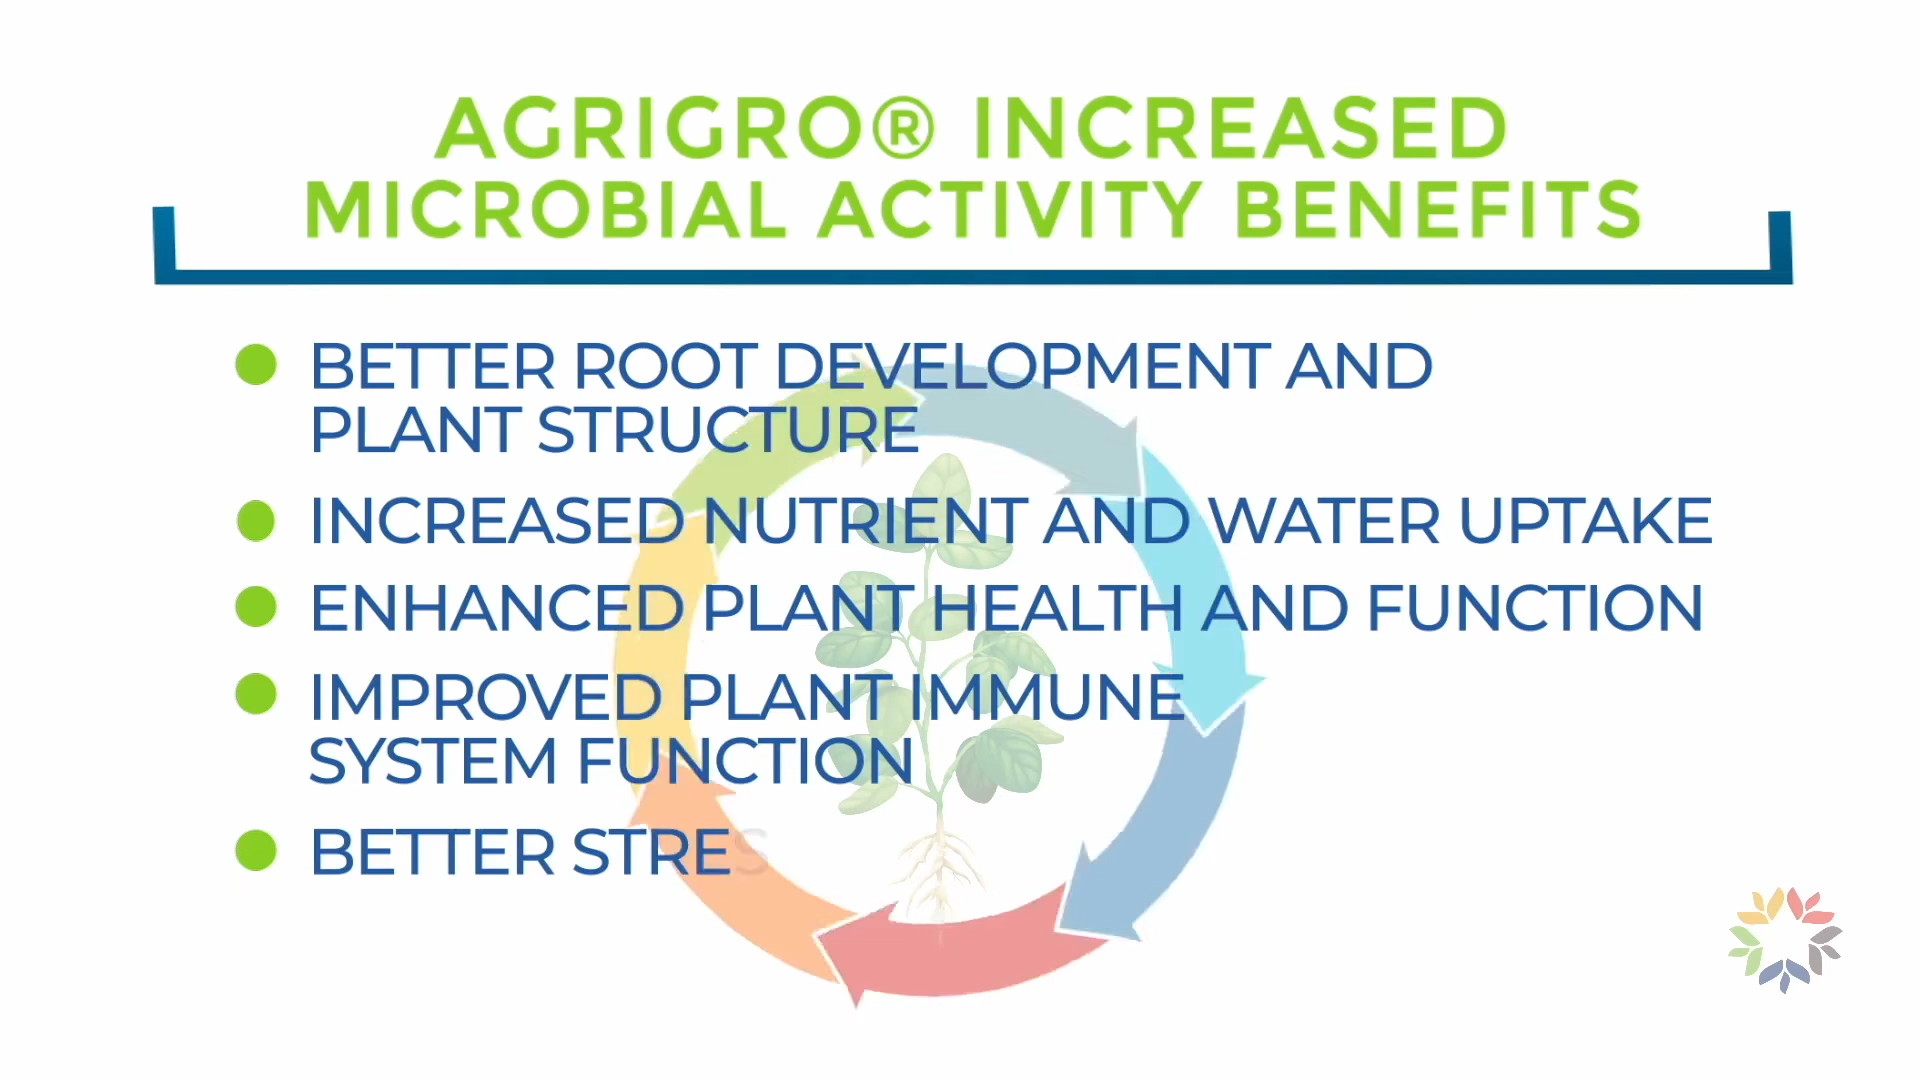 AGRIGRO® INCREASED
MICROBIAL ACTIVITY BENEFITS
BETTER ROOT DEVELOPMENT AND
PLANT STRUCTURE
INCREASED NUTRIENT AND WATER UPTAKE
ENHANCED PLANT HEALTH AND FUNCTION
IMPROVED PLANT IMMUNE
SYSTEM FUNCTION
BETTER STRES